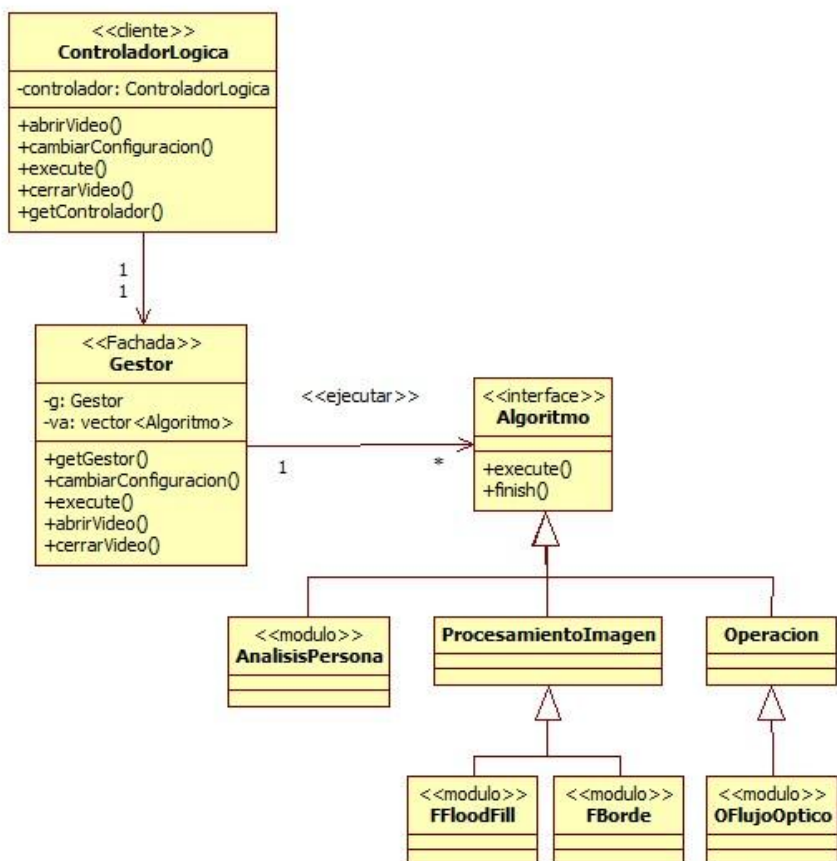 <<cliente>>
ControladorLogica
-controlador: ControladorLogica
+abrirVideo()
+cambiarConfiguracion()
+execute()
+cerrarVideo()
+getControlador()
1
1
<<Fachada>>
Gestor
-g: Gestor
-va: vector<Algoritmo>
+getGestor()
+cambiarConfiguracion()
+execute()
+abrirVideo()
+cerrarVideo()
<<ejecutar>>
1
*
<<interface>>
Algoritmo
+execute()
+finish()
<<modulo>>
AnalisisPersona
ProcesamientoImagen
Operacion
<<modulo>>
FFloodFill
<<modulo>>
FBorde
<<modulo>>
OFlujoOptico